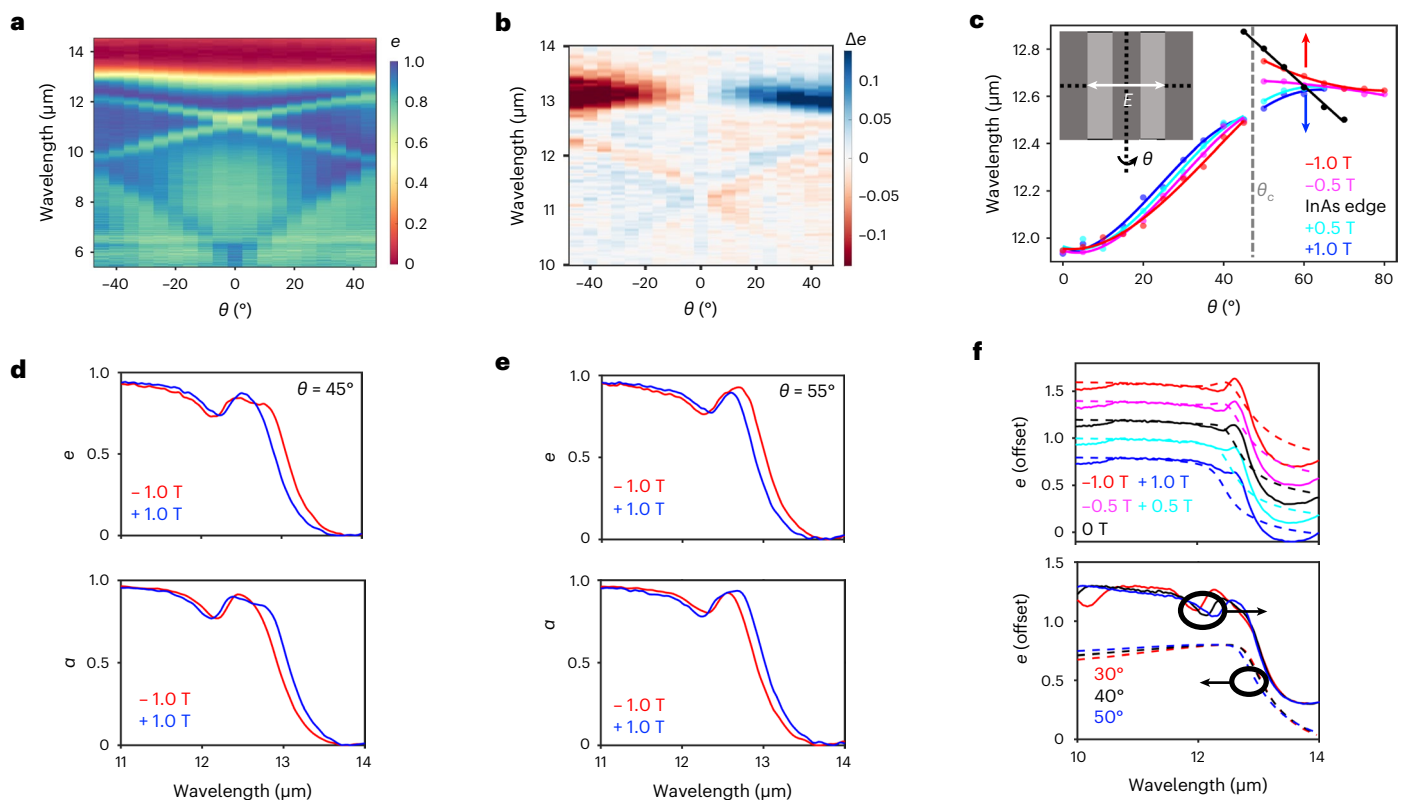 a
e
14
12
10
8
6
Wavelength (µm)
−40
−20
0
20
40
θ (°)
1.0
0.8
0.6
0.4
0.2
0
b
Δe
14
13
12
11
10
Wavelength (µm)
−40
−20
0
20
40
θ (°)
0.1
0.05
0
−0.05
−0.1
c
12.8
12.6
12.4
12.2
12.0
Wavelength (µm)
E
θ
θc
−1.0 T
−0.5 T
InAs edge
+0.5 T
+1.0 T
0
20
40
60
80
θ (°)
d
1.0
0.5
0
e
θ = 45°
− 1.0 T
+ 1.0 T
1.0
0.5
0
a
− 1.0 T
+ 1.0 T
11
12
13
14
Wavelength (µm)
e
1.0
0.5
0
e
θ = 55°
− 1.0 T
+ 1.0 T
1.0
0.5
0
a
− 1.0 T
+ 1.0 T
11
12
13
14
Wavelength (µm)
f
1.5
1.0
0.5
0
e (offset)
−1.0 T + 1.0 T
−0.5 T + 0.5 T
0 T
1.5
1.0
0.5
0
e (offset)
30°
40°
50°
10
12
14
Wavelength (µm)